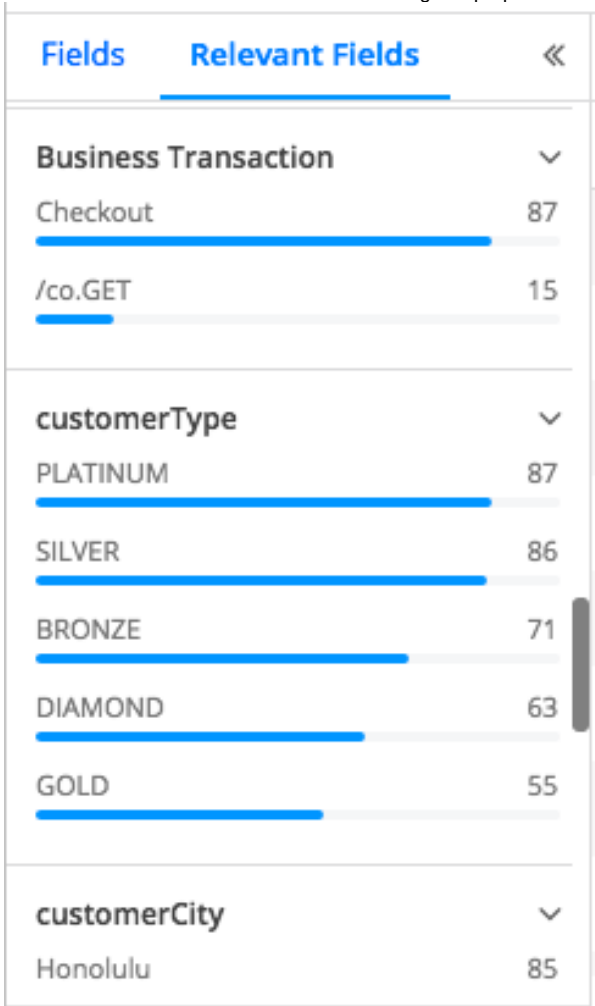 Fields Relevant Fields «
Business Transaction
Checkout 87
/co.GET 15
customerType
PLATINUM 87
SILVER 86
BRONZE 71
DIAMOND 63
GOLD 55
customerCity
Honolulu 85